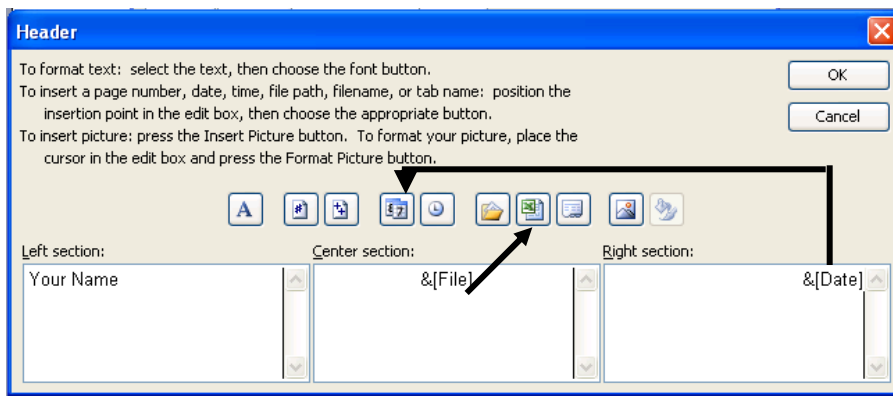 Header
To format text: select the text, then choose the font button.
To insert a page number, date, time, file path, filename, or tab name: position the
insertion point in the edit box, then choose the appropriate button.
To insert picture: press the Insert Picture button. To format your picture, place the
cursor in the edit box and press the Format Picture button.
OK
Cancel
A
Left section:
Center section:
Right section:
Your Name
&[File]
&[Date]